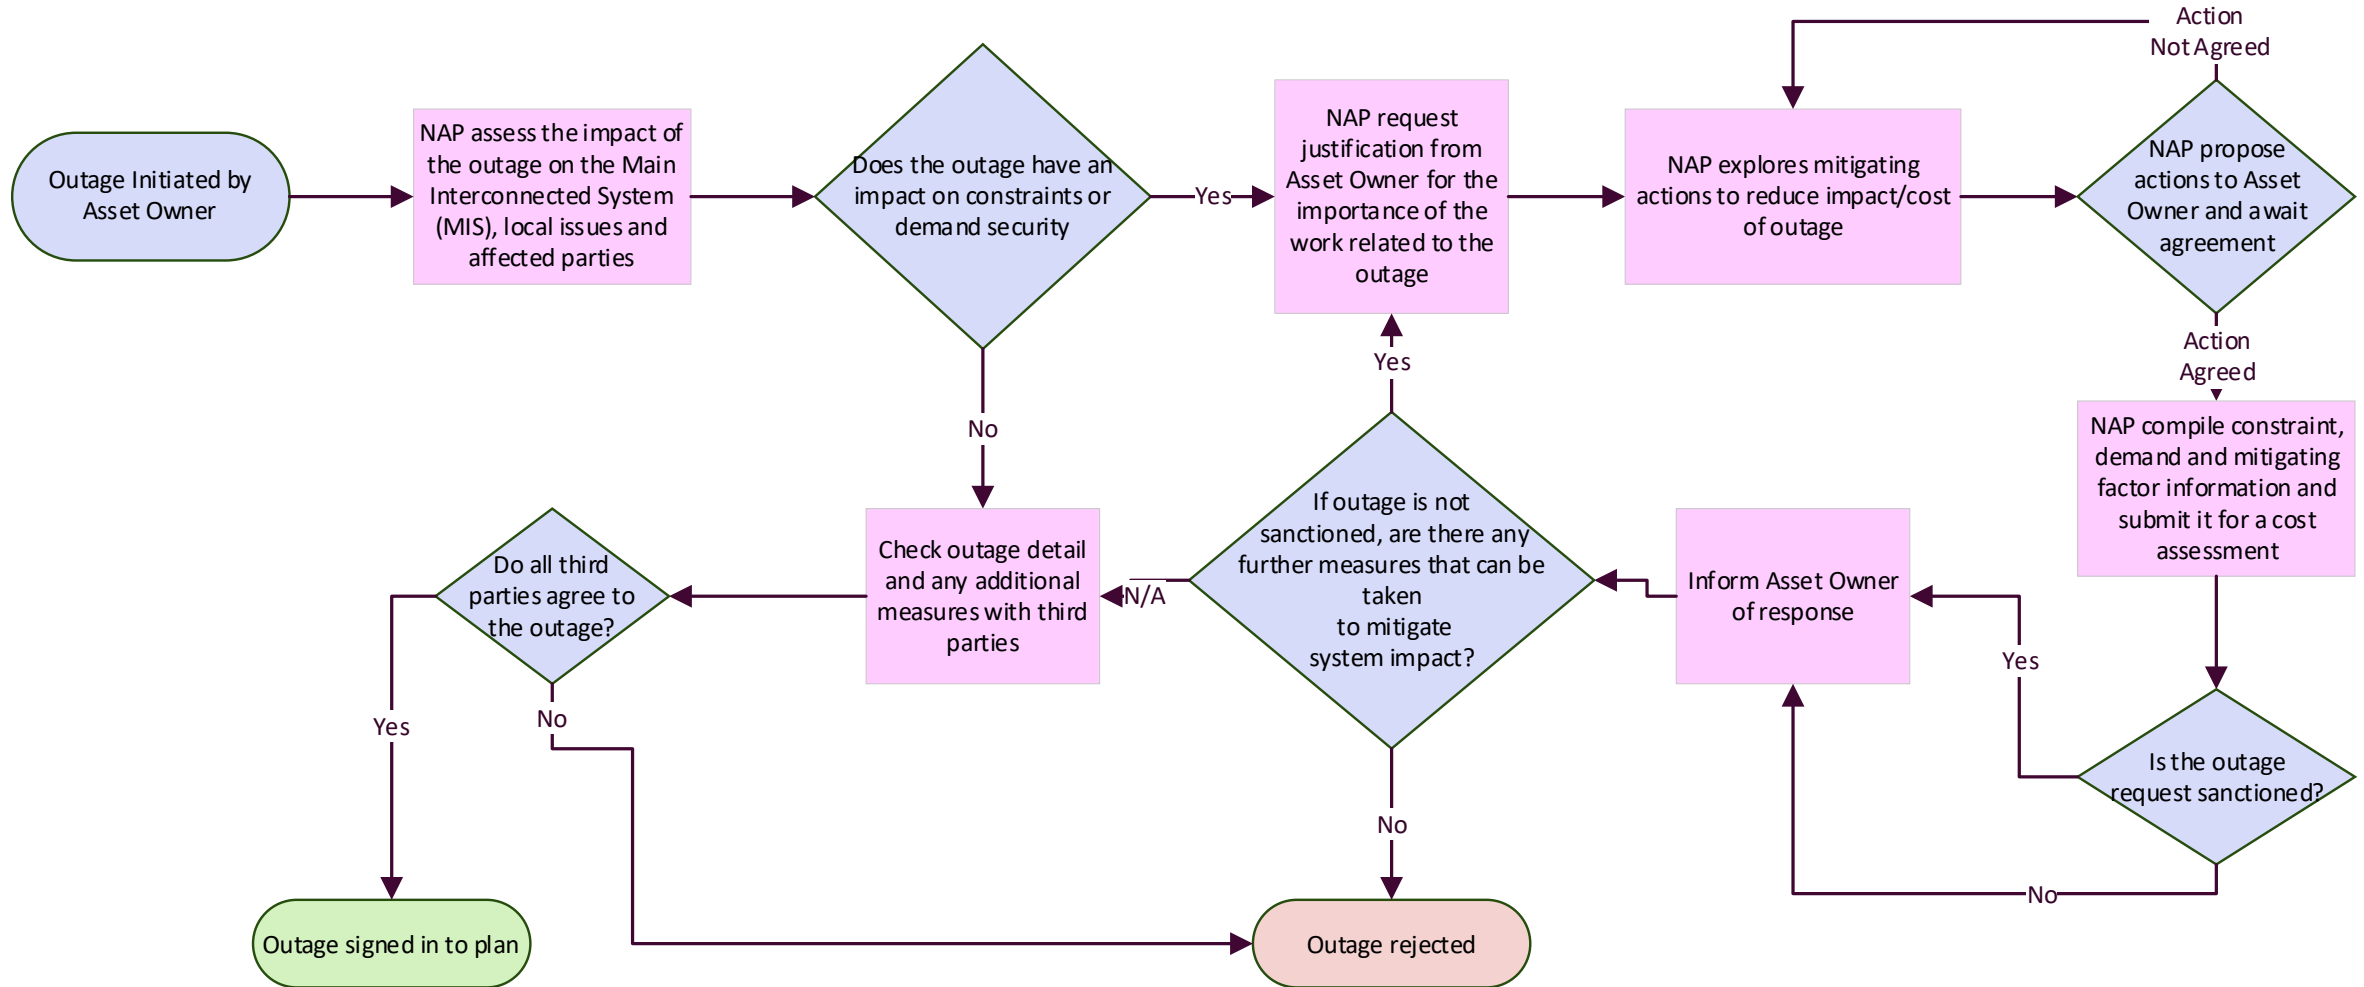 Outage Initiated by
Asset Owner
NAP assess the impact of
the outage on the Main
Interconnected System
(MIS), local issues and
affected parties
Does the outage have an
impact on constraints or
demand security
Yes
NAP request
justification from
Asset Owner for the
importance of the
work related to the
outage
NAP explores mitigating
actions to reduce impact/cost
of outage
Action
Not Agreed
NAP propose
actions to Asset
Owner and await
agreement
Action
Agreed
NAP compile constraint,
demand and mitigating
factor information and
submit it for a cost
assessment
Is the outage
request sanctioned?
Yes
No
Inform Asset Owner
of response
If outage is not
sanctioned, are there any
further measures that can be
taken
to mitigate
system impact?
Yes
N/A
No
No
Check outage detail
and any additional
measures with third
parties
Do all third
parties agree to
the outage?
Yes
No
Outage signed in to plan
Outage rejected